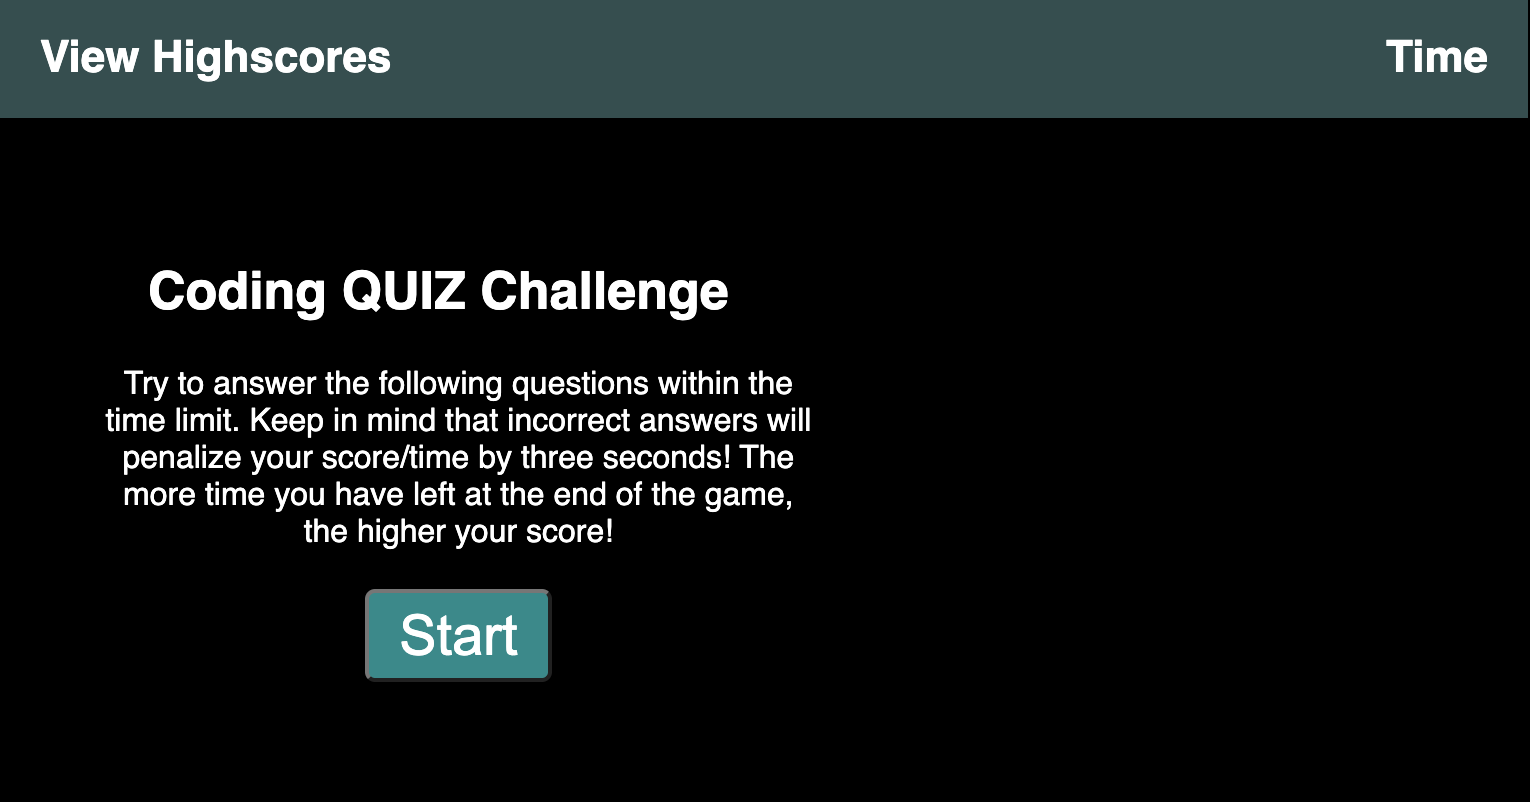 View Highscores
Time
Coding QUIZ Challenge
Try to answer the following questions within the
time limit. Keep in mind that incorrect answers will
penalize your score/time by three seconds! The
more time you have left at the end of the game,
the higher your score!
Start